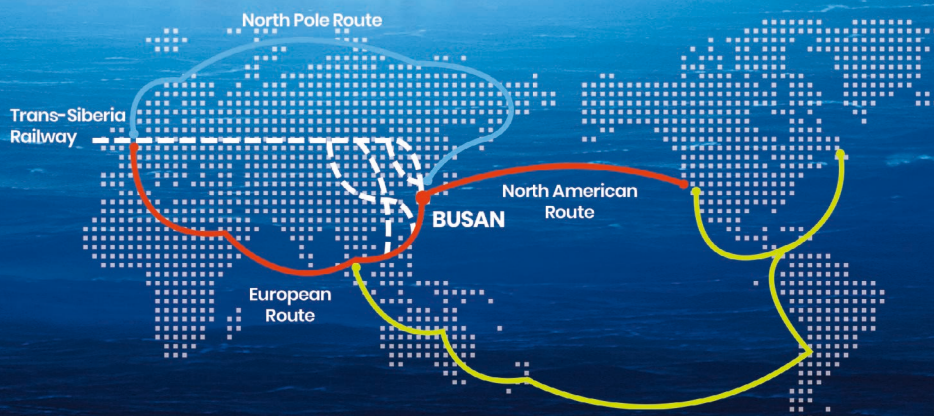 North Pole Route
Trans-Siberia
Railway
North American
Route
BUSAN
European
Route